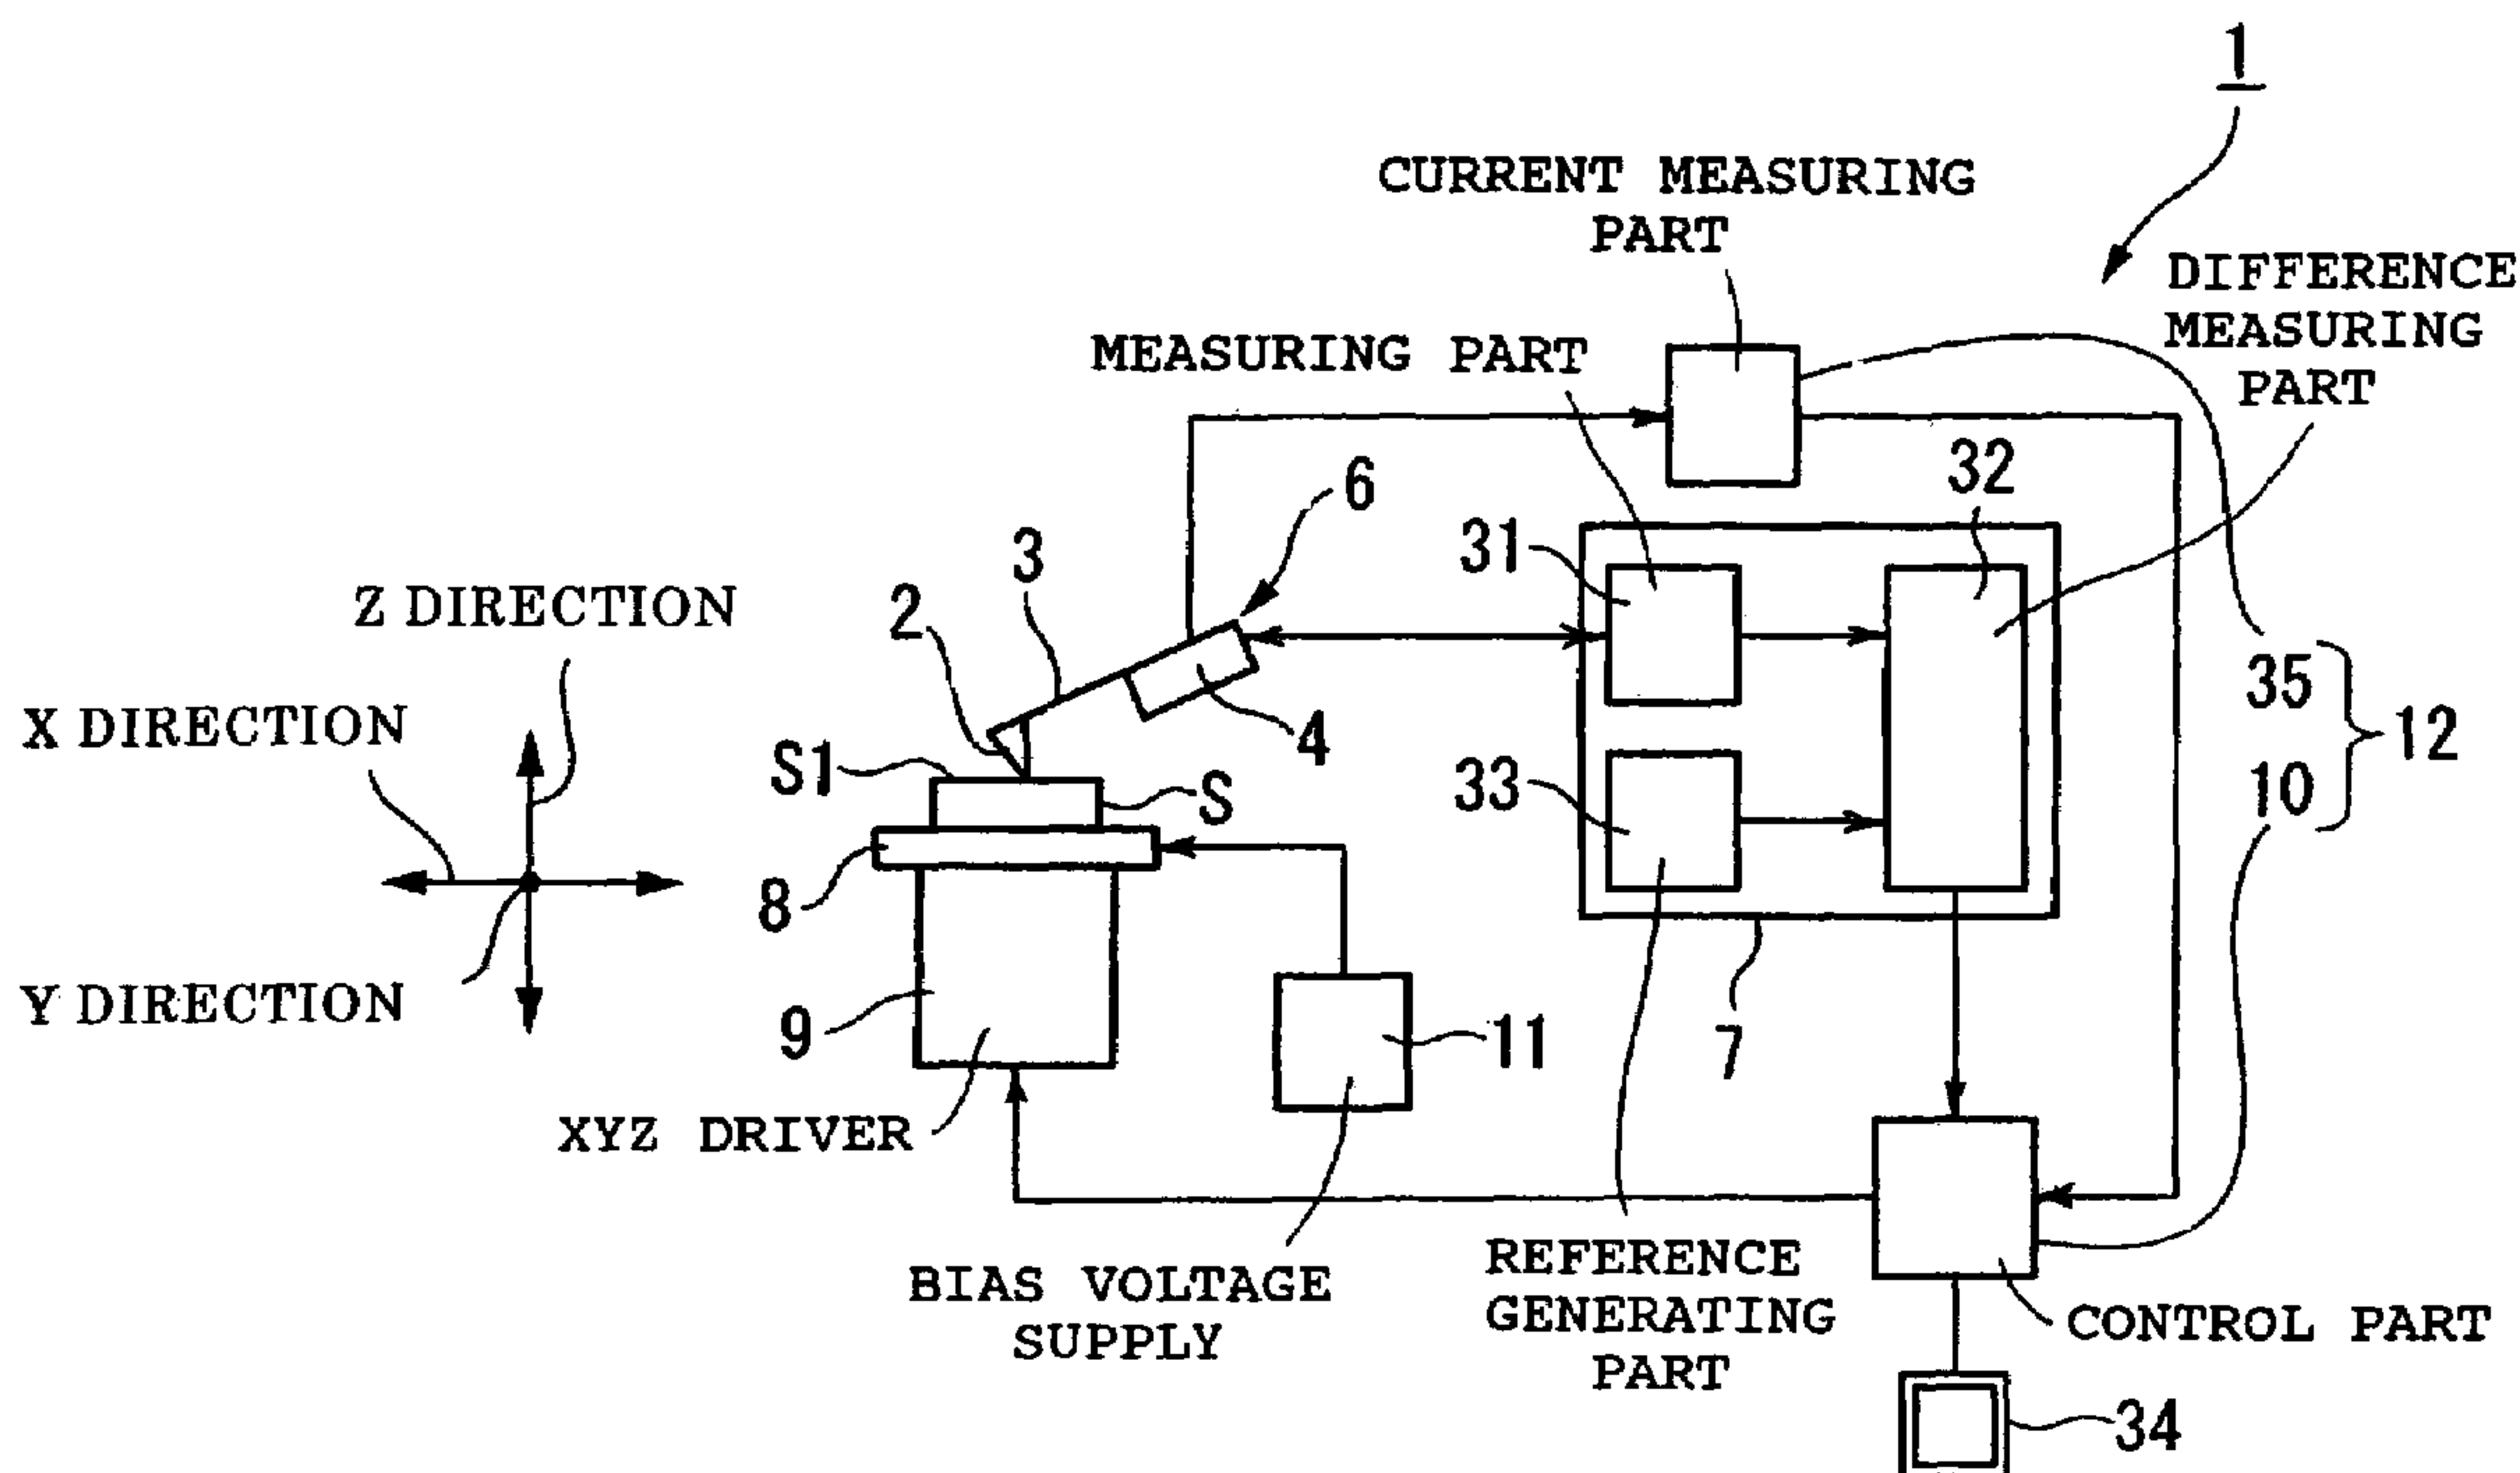 1
CURRENT MEASURING
PART
DIFFERENCE
MEASURING
PART
MEASURING PART
32
6
31
3
2
Z DIRECTION
X DIRECTION
35
12
10
4
S1
S
33
8
Y DIRECTION
9
11
7
XYZ DRIVER
BIAS VOLTAGE
SUPPLY
REFERENCE
GENERATING
PART
CONTROL PART
34